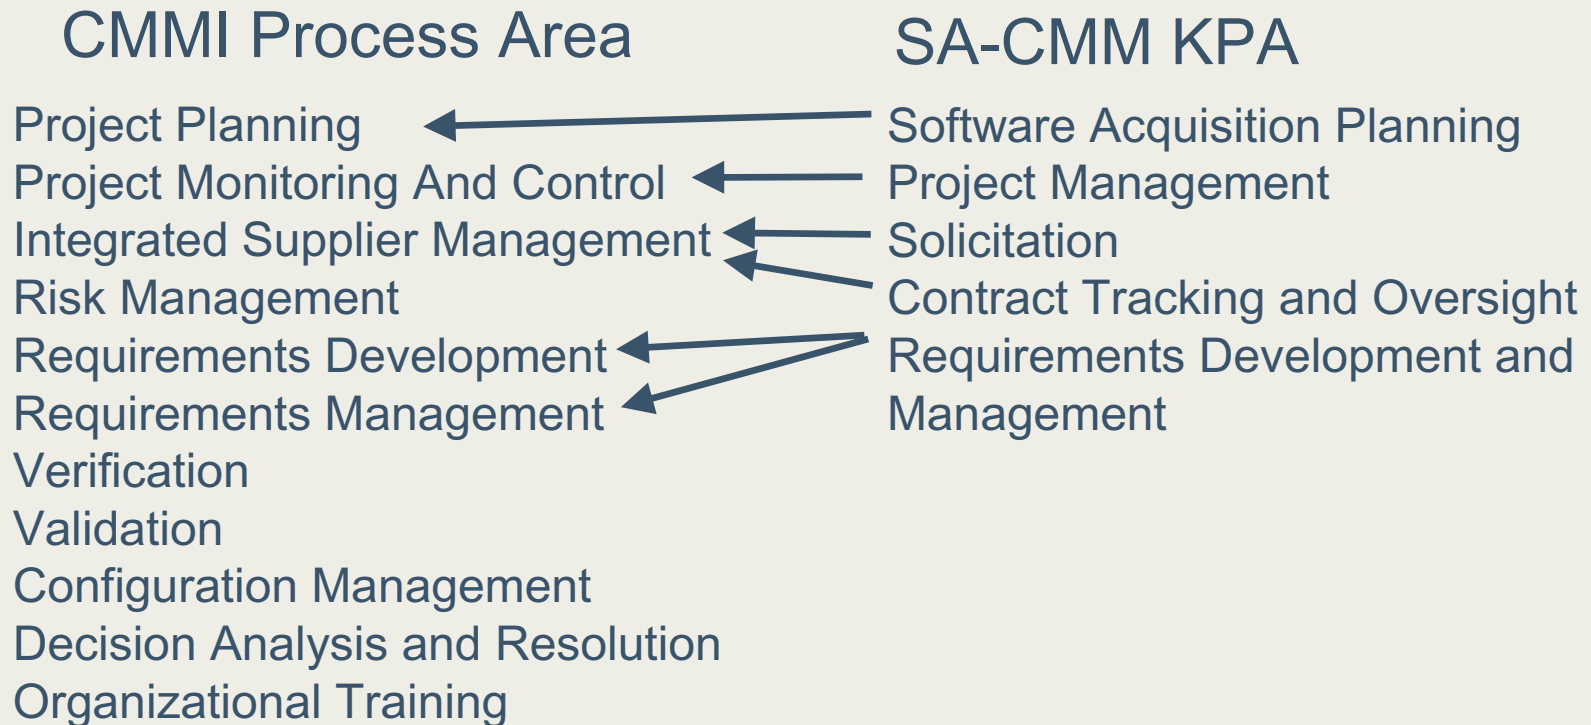 CMMI Process Area
SA-CMM KPA
Project Planning
Project Monitoring And Control
Integrated Supplier Management
Risk Management
Requirements Development
Requirements Management
Verification
Validation
Configuration Management
Decision Analysis and Resolution
Organizational Training
Software Acquisition Planning
Project Management
Solicitation
Contract Tracking and Oversight
Requirements Development and
Management